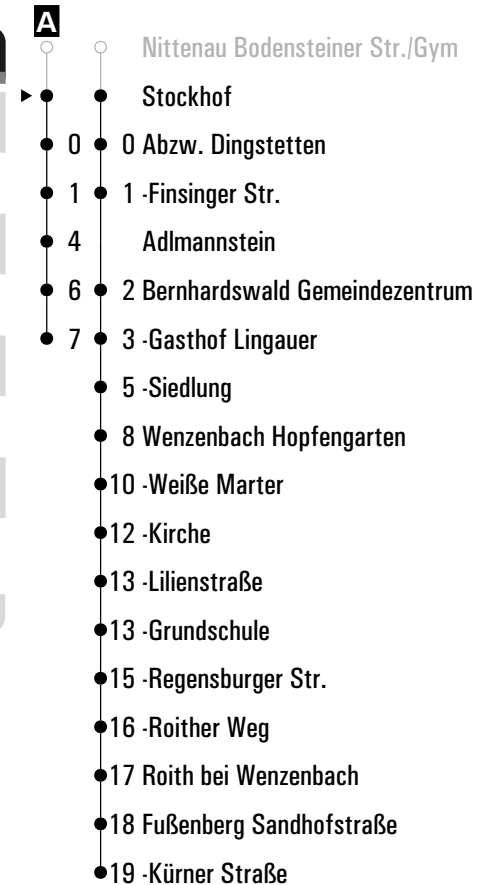 A
Nittenau Bodensteiner Str./Gym
Stockhof
0 0 Abzw. Dingstetten
1 1 -Finsinger Str.
4 Adlmannstein
6 2 Bernhardswald Gemeindezentrum
7 3 -Gasthof Lingauer
5 -Siedlung
8 Wenzenbach Hopfengarten
10 -Weiße Marter
12 -Kirche
13 -Lilienstraße
13 -Grundschule
15 -Regensburger Str.
16 -Roither Weg
17 Roith bei Wenzenbach
18 Fußenberg Sandhofstraße
19 -Kürner Straße